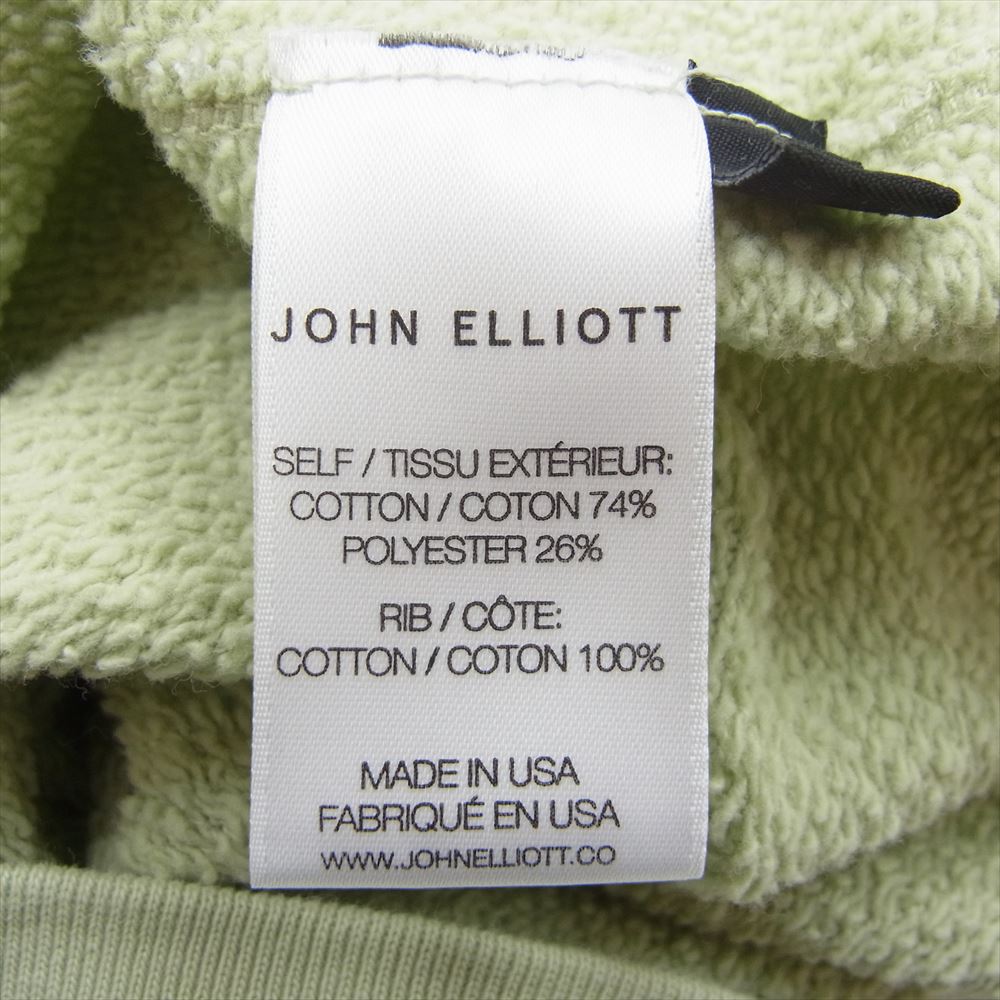 JOHN ELLIOTT
SELF / TISSU EXTÉRIEUR:
COTTON / COTON 74%
POLYESTER 26%
RIB / CÔTE:
COTTON / COTON 100%
MADE IN USA
FABRIQUÉ EN USA
WWW.JOHNELLIOTT.CO